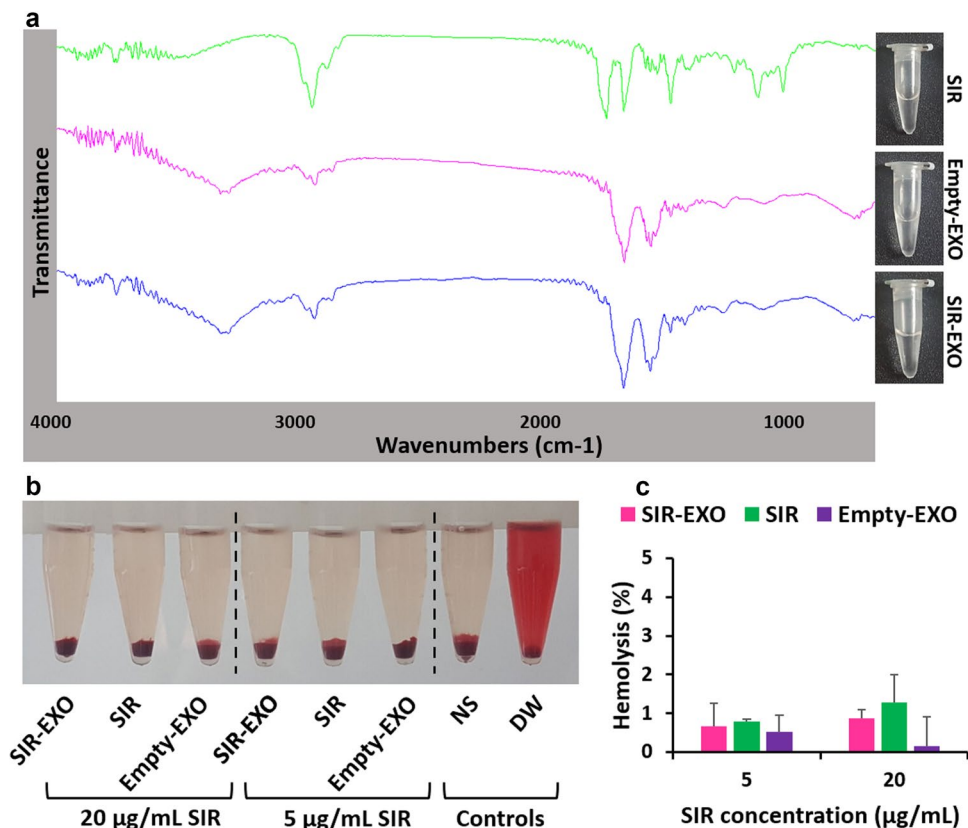 a
Transmittance
4000 3000 2000 1000
Wavenumbers (cm-1)
SIR
Empty-EXO
SIR-EXO
b
SIR-EXO SIR Empty-EXO SIR-EXO SIR Empty-EXO NS DW
20 µg/mL SIR 5 µg/mL SIR Controls
c
SIR-EXO SIR Empty-EXO
Hemolysis (%)
5
4
3
2
1
0
5 20
SIR concentration (µg/mL)